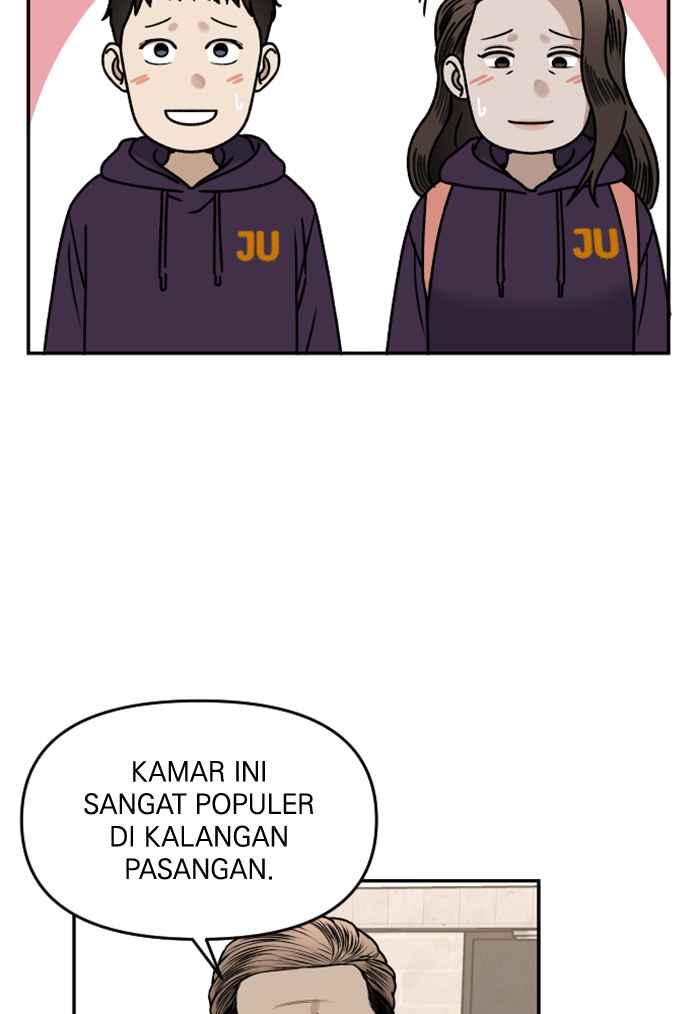 JU
JU
KAMAR INI
SANGAT POPULER
DI KALANGAN
PASANGAN.